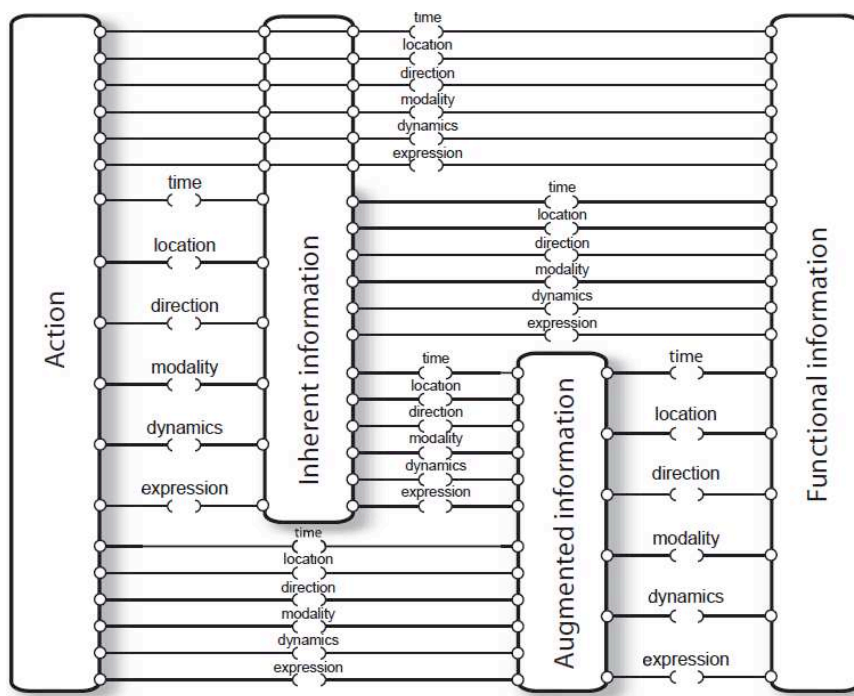 time
location
direction
modality
dynamics
expression
time
location
direction
modality
dynamics
expression
time
location
direction
modality
dynamics
expression
time
location
direction
modality
dynamics
expression
time
location
direction
modality
dynamics
expression
time
location
direction
modality
dynamics
expression
Action
Inherent information
Augmented information
Functional information